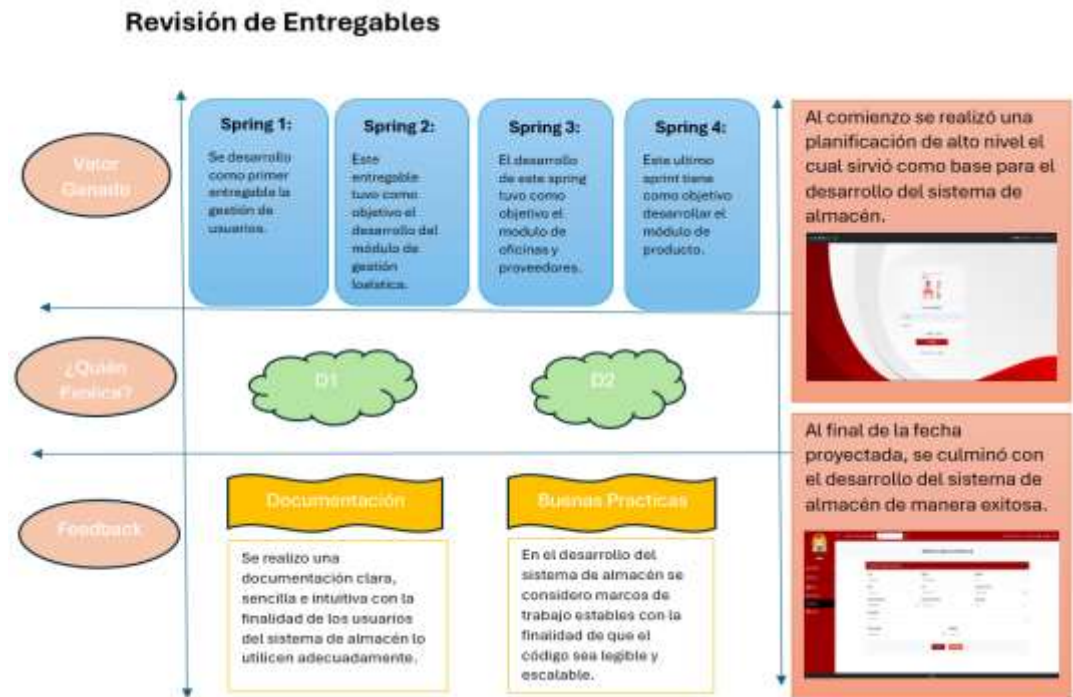 Revisión de Entregables
Valor
Ganado
Spring 1:
Se desarrollo
como primer
entregable la
gestión de
usuarios.
Spring 2:
Este
entregable
tuvo como
objetivo el
desarrollo del
módulo de
gestión
logística.
Spring 3:
El desarrollo
de este spring
tuvo como
objetivo el
modulo de
oficinas y
proveedores.
Spring 4:
Este ultimo
sprint tiene
como objetivo
desarrollar el
módulo de
producto.
Al comienzo se realizó una
planificación de alto nivel el
cual sirvió como base para el
desarrollo del sistema de
almacén.
¿Quién
Explica?
D1
D2
Al final de la fecha
proyectada, se culminó con
el desarrollo del sistema de
almacén de manera exitosa.
Feedback
Documentación
Se realizo una
documentación clara,
sencilla e intuitiva con la
finalidad de los usuarios
del sistema de almacén lo
utilicen adecuadamente.
Buenas Practicas
En el desarrollo del
sistema de almacén se
considero marcos de
trabajo estables con la
finalidad de que el
código sea legible y
escalable.